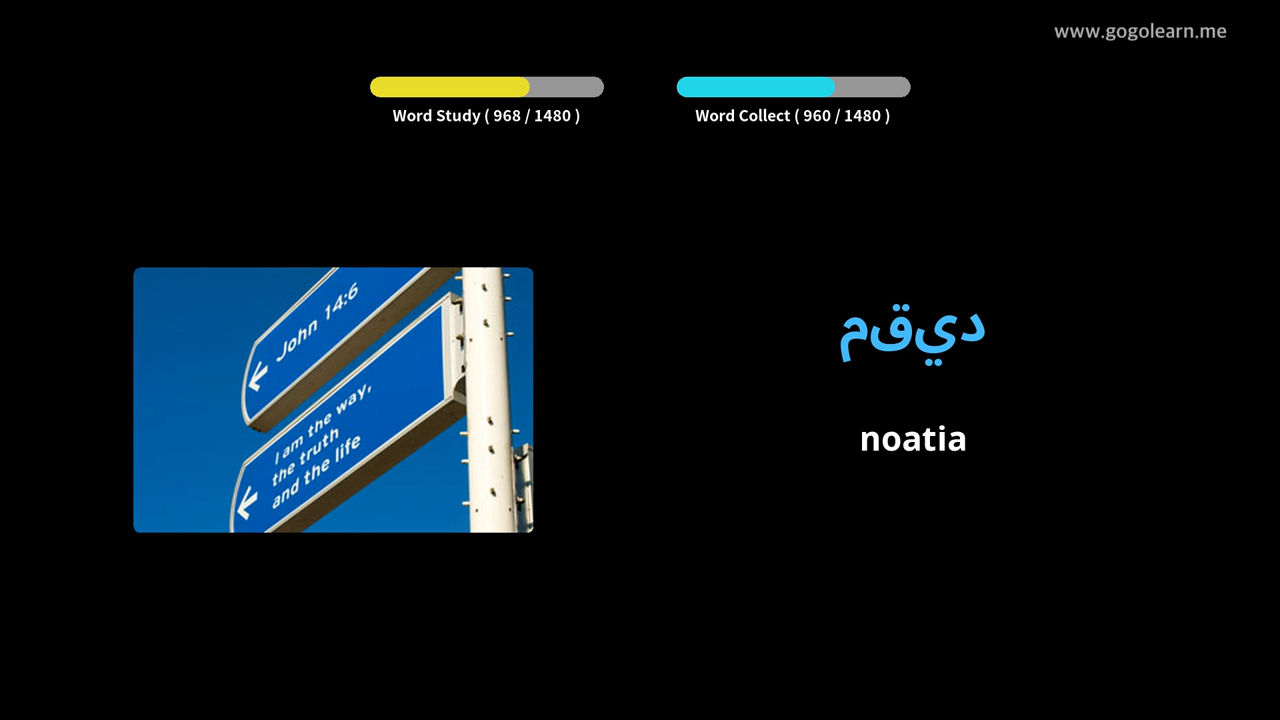 www.gogolearn.me
Word Study ( 968 / 1480 )
Word Collect ( 960 / 1480 )
John 14:6
I am the way,
the truth
and the life
ديقم
noatia